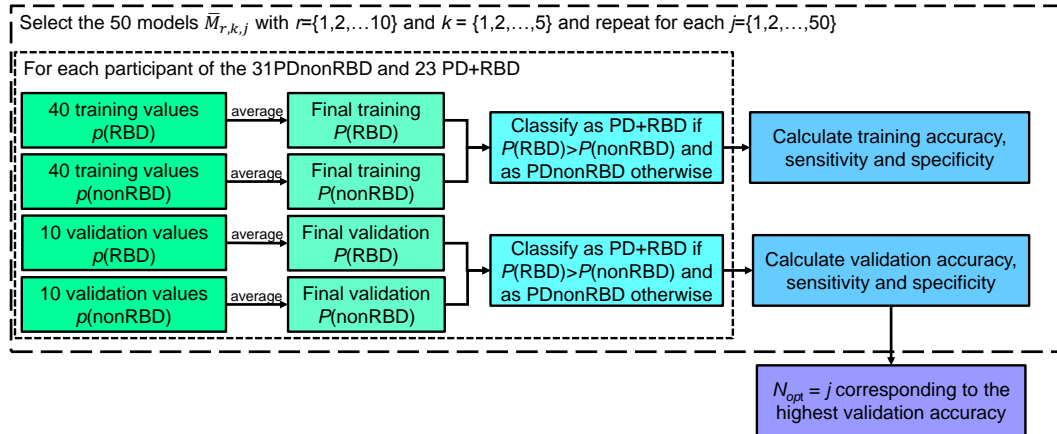 Select the 50 models M̅r,k,j with r={1,2,…10} and k = {1,2,…,5} and repeat for each j={1,2,…,50}
For each participant of the 31PDnonRBD and 23 PD+RBD
40 training values
p(RBD)
average
Final training
P(RBD)
40 training values
p(nonRBD)
average
Final training
P(nonRBD)
Classify as PD+RBD if
P(RBD)>P(nonRBD) and
as PDnonRBD otherwise
Calculate training accuracy,
sensitivity and specificity
10 validation values
p(RBD)
average
Final validation
P(RBD)
10 validation values
p(nonRBD)
average
Final validation
P(nonRBD)
Classify as PD+RBD if
P(RBD)>P(nonRBD) and
as PDnonRBD otherwise
Calculate validation accuracy,
sensitivity and specificity
Nopt = j corresponding to the
highest validation accuracy